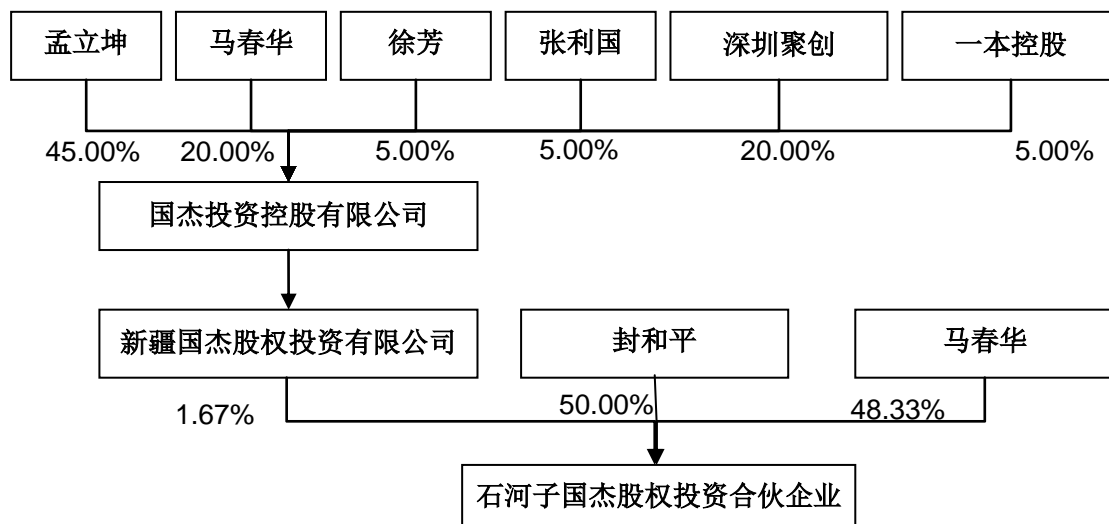 孟立坤 马春华 徐芳 张利国 深圳聚创 一本控股
45.00% 20.00% 5.00% 5.00% 20.00% 5.00%
国杰投资控股有限公司
新疆国杰股权投资有限公司 封和平 马春华
1.67% 50.00% 48.33%
石河子国杰股权投资合伙企业